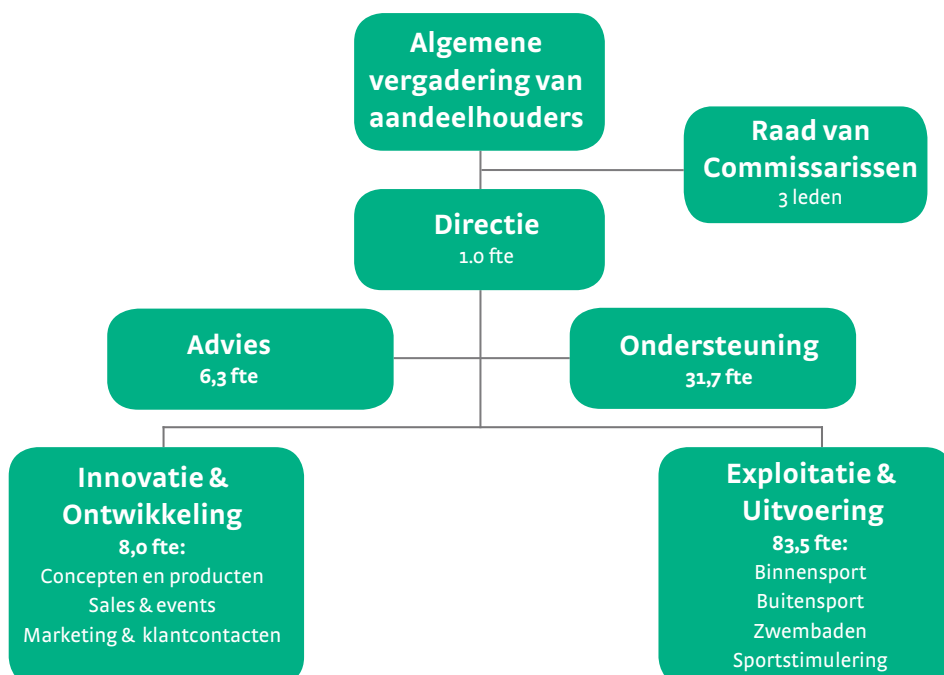 Algemene
vergadering van
aandeelhouders
Raad van
Commissarissen
3 leden
Directie
1.0 fte
Advies
6,3 fte
Ondersteuning
31,7 fte
Innovatie &
Ontwikkeling
8,0 fte:
Concepten en producten
Sales & events
Marketing & klantcontacten
Exploitatie &
Uitvoering
83,5 fte:
Binnensport
Buitensport
Zwembaden
Sportstimulering